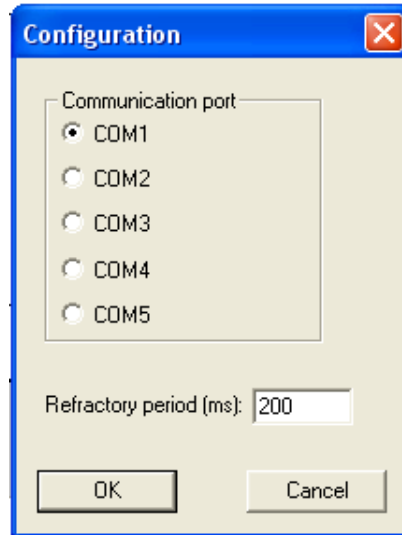 Configuration
Communication port
COM1
COM2
COM3
COM4
COM5
Refractory period (ms): 200
OK Cancel